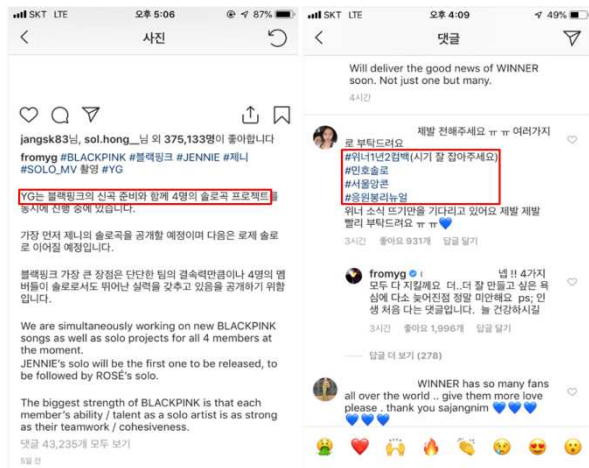 SKT LTE 오후 5:06 87%
사진
jangsk83님, sol.hong__님 외 375,133명이 좋아합니다
fromyg #BLACKPINK #블랙핑크 #JENNIE #제니
#SOLO_MV 촬영 #YG
YG는 블랙핑크의 신곡 준비와 함께 4명의 솔로곡 프로젝트를
동시에 진행 중에 있습니다.
가장 먼저 제니의 솔로곡을 공개할 예정이며 다음은 로제 솔로
로 이어질 예정입니다.
블랙핑크 가장 큰 장점은 단단한 팀의 결속력만큼이나 4명의 멤
버들이 솔로로서도 뛰어난 실력을 갖추고 있음을 공개하기 위함
입니다.
We are simultaneously working on new BLACKPINK
songs as well as solo projects for all 4 members at
the moment.
JENNIE's solo will be the first one to be released, to
be followed by ROSÉ's solo.
The biggest strength of BLACKPINK is that each
member's ability / talent as a solo artist is as strong
as their teamwork / cohesiveness.
댓글 43,235개 모두 보기
5일 전
SKT LTE 오후 4:09 49%
댓글
Will deliver the good news of WINNER
soon. Not just one but many.
4시간
제발 전해주세요 ㅠ ㅠ 여러가지
로 부탁드려요
#위너1년2컴백(시기 잘 잡아주세요)
#민호솔로
#서울앙콘
#응원봉리뉴얼
위너 소식 뜨기만을 기다리고 있어요 제발 제발
빨리 부탁드려요 ㅠ ㅠ
3시간 좋아요 931개 답글 달기
fromyg 넵 !! 4가지
모두 다 지킬께요 더..더 잘 만들고 싶은 욕
심에 다소 늦어진점 정말 미안해요 ps; 인
생 처음 다는 댓글입니다. 늘 건강하시길
3시간 좋아요 1,996개 답글 달기
답글 더 보기 (278)
WINNER has so many fans
all over the world .. give them more love
please . thank you sajangnim